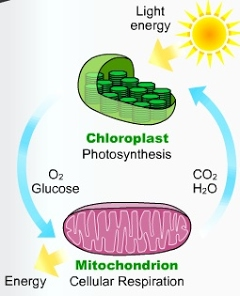 Light
energy
Chloroplast
Photosynthesis
O₂
Glucose
CO₂
H₂O
Mitochondrion
Energy
Cellular Respiration